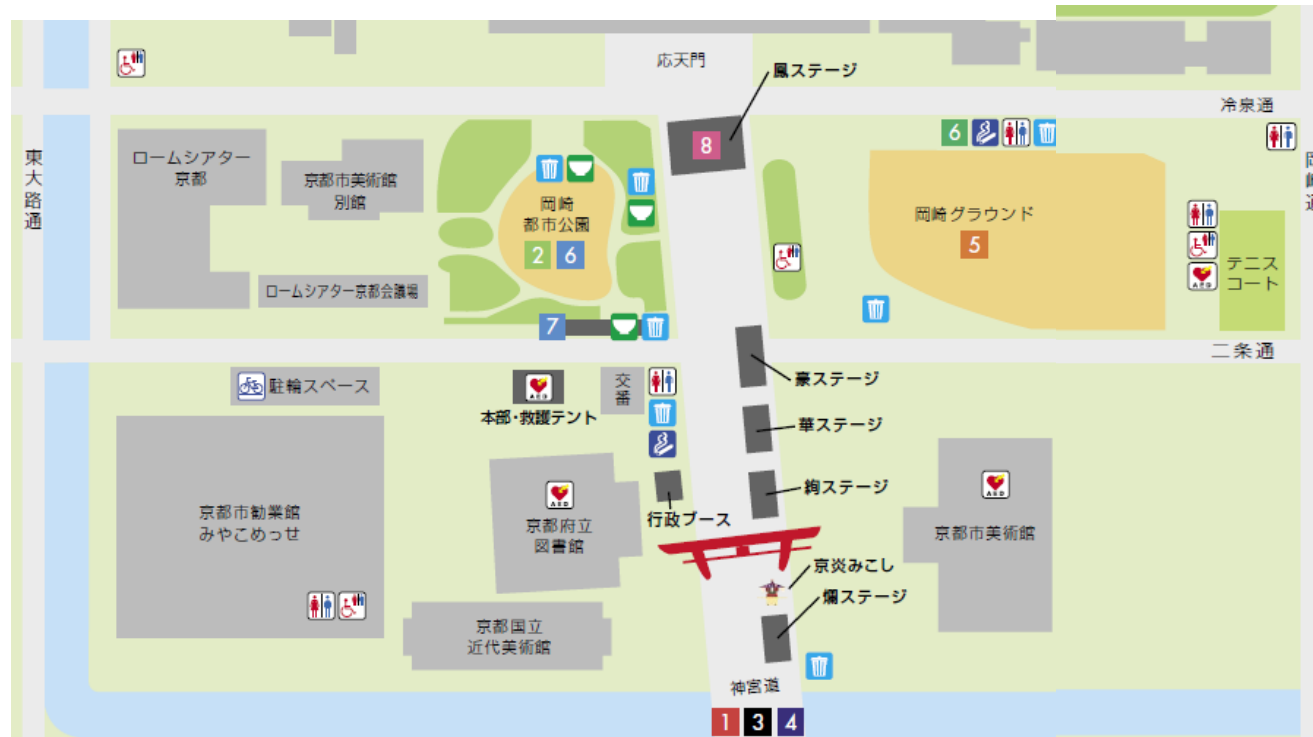 応天門
鳳ステージ
冷泉通
東大路通
ロームシアター
京都
京都市美術館
別館
岡崎
都市公園
2
6
8
6
岡崎グラウンド
5
岡崎通
テニス
コート
AED
ロームシアター京都会議場
7
二条通
駐輪スペース
AED
本部・救護テント
交番
豪ステージ
華ステージ
絢ステージ
京都市勧業館
みやこめっせ
AED
京都府立
図書館
行政ブース
AED
京都市美術館
京炎みこし
爛ステージ
京都国立
近代美術館
神宮道
1
3
4